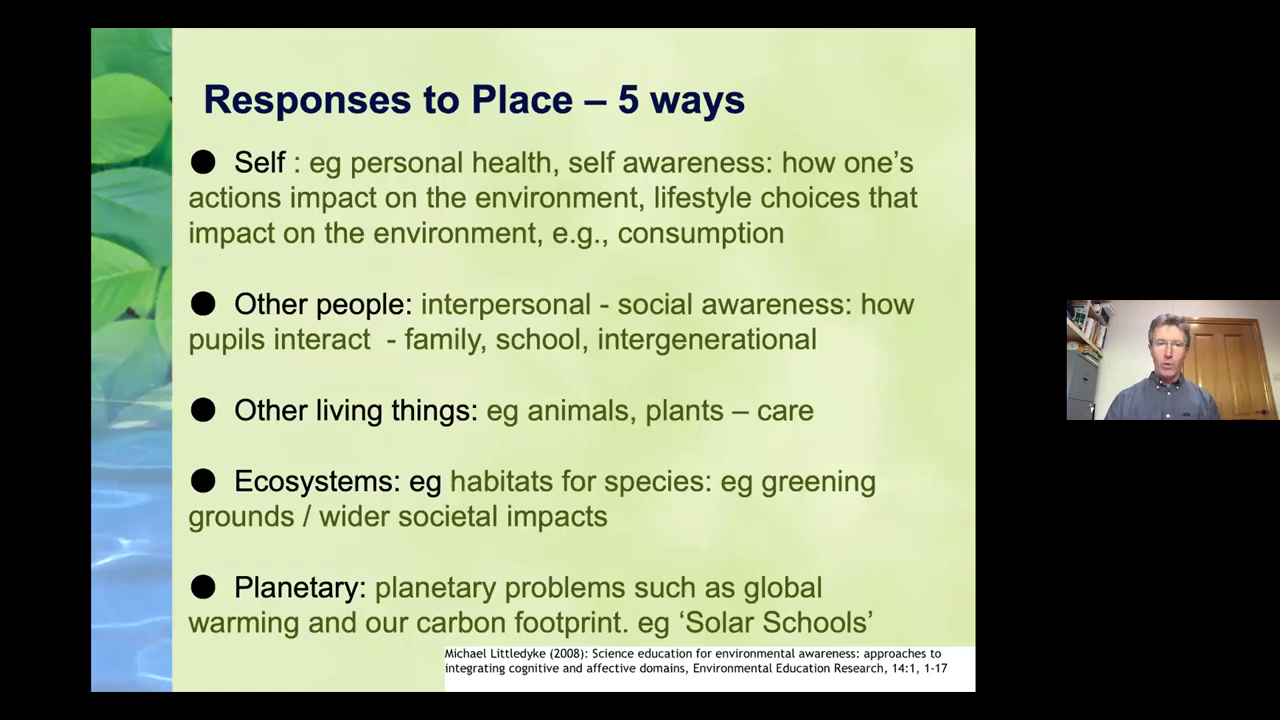 Responses to Place – 5 ways
● Self : eg personal health, self awareness: how one’s
actions impact on the environment, lifestyle choices that
impact on the environment, e.g., consumption
● Other people: interpersonal - social awareness: how
pupils interact - family, school, intergenerational
● Other living things: eg animals, plants – care
● Ecosystems: eg habitats for species: eg greening
grounds / wider societal impacts
● Planetary: planetary problems such as global
warming and our carbon footprint. eg ‘Solar Schools’
Michael Littledyke (2008): Science education for environmental awareness: approaches to
integrating cognitive and affective domains, Environmental Education Research, 14:1, 1-17